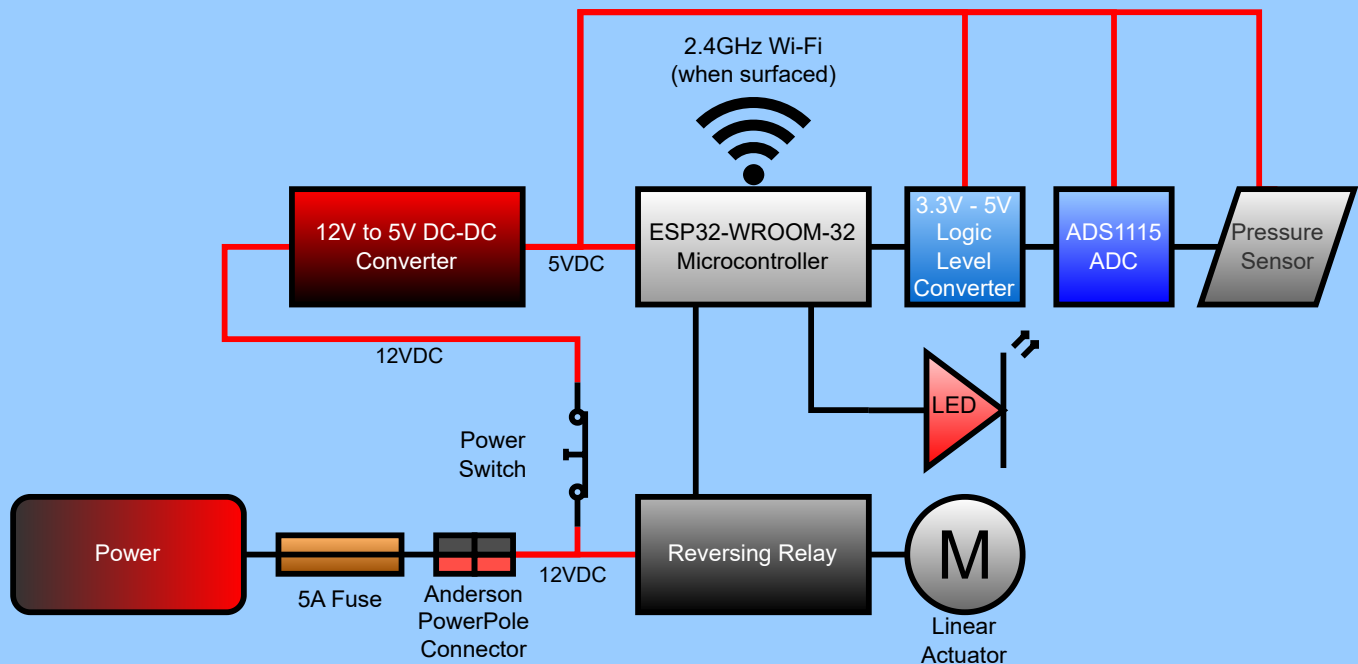 2.4GHz Wi-Fi
(when surfaced)
12V to 5V DC-DC
Converter
5VDC
ESP32-WROOM-32
Microcontroller
3.3V - 5V
Logic
Level
Converter
ADS1115
ADC
Pressure
Sensor
12VDC
LED
Power
Switch
Power
5A Fuse
Anderson
PowerPole
Connector
12VDC
Reversing Relay
M
Linear
Actuator